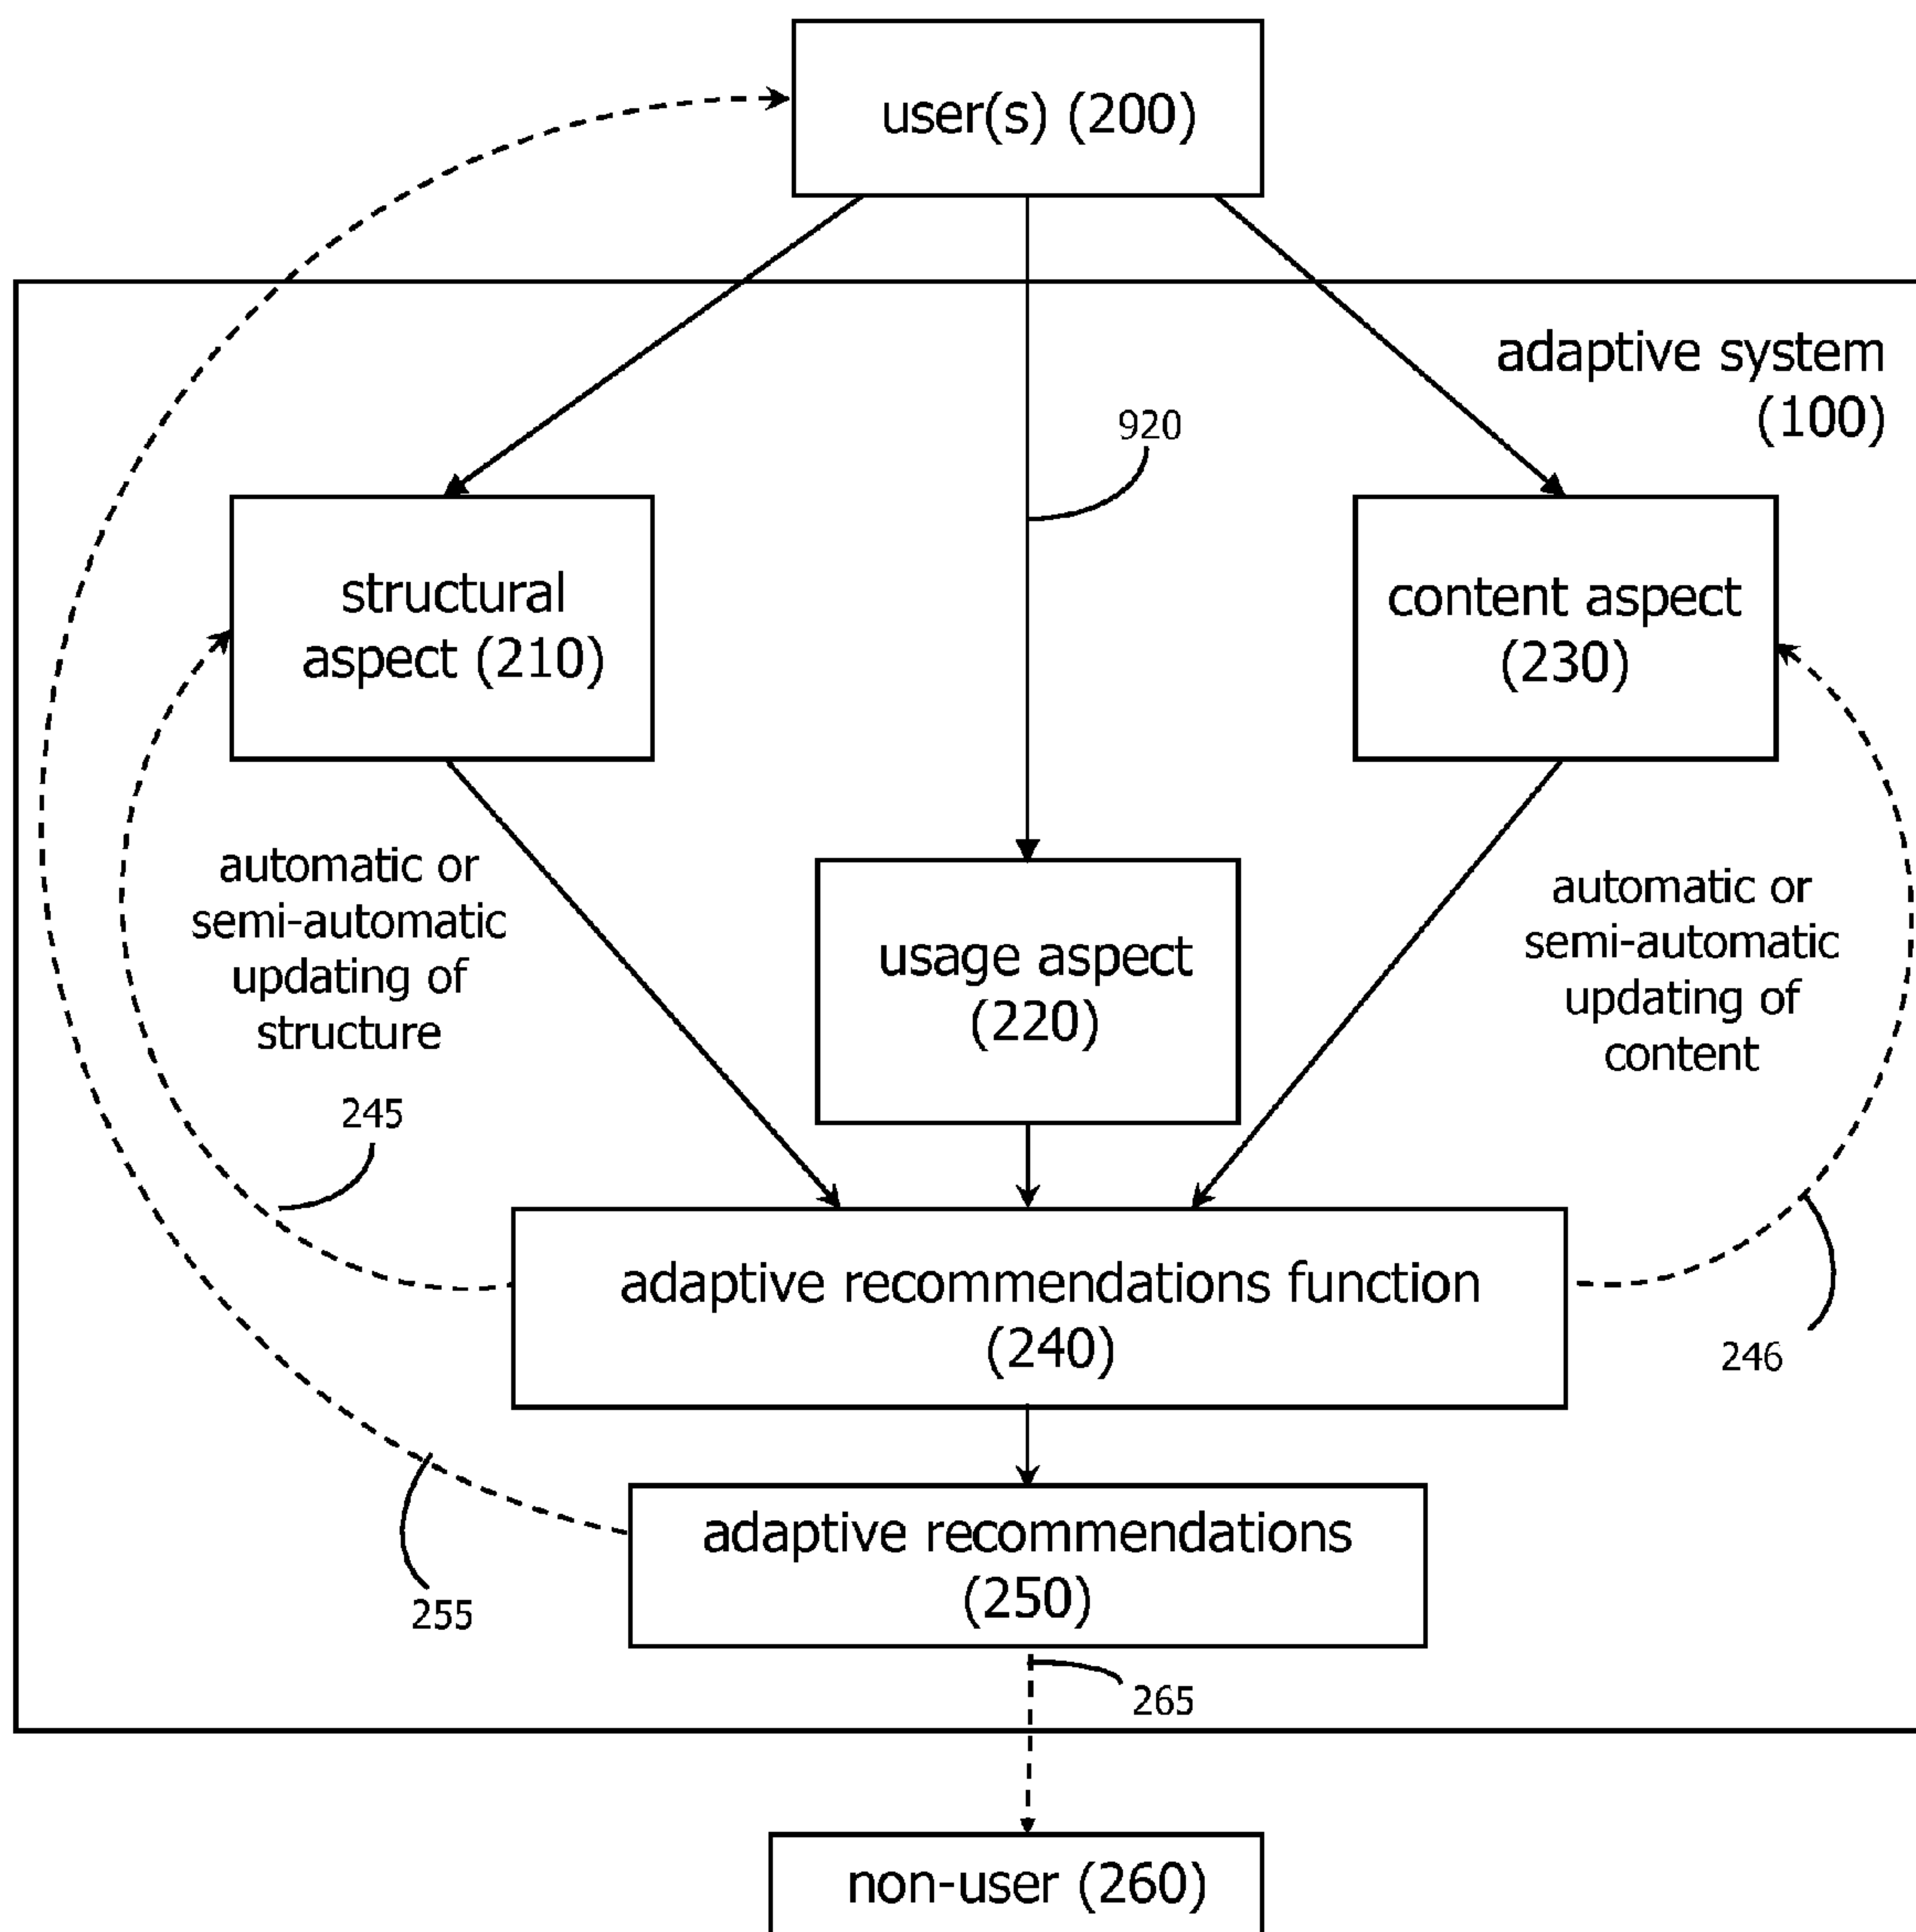 user(s) (200)
adaptive system
(100)
920
structural
aspect (210)
content aspect
(230)
automatic or
semi-automatic
updating of
structure
usage aspect
(220)
automatic or
semi-automatic
updating of
content
245
adaptive recommendations function
(240)
246
adaptive recommendations
(250)
255
265
non-user (260)